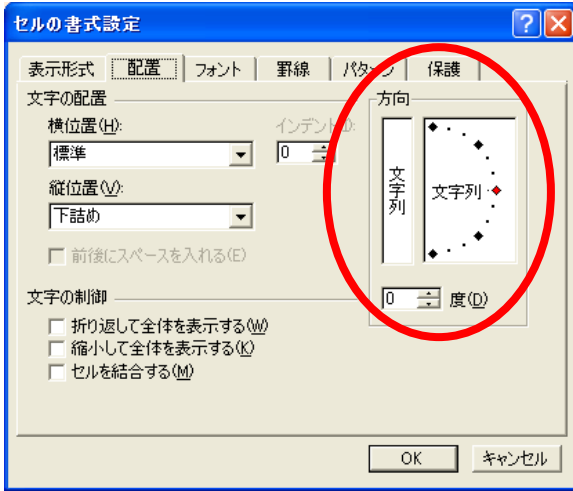 セルの書式設定
表示形式 配置 フォント 罫線 パターン 保護
文字の配置
横位置(H):
インデント(I):
標準
0
縦位置(V):
下詰め
前後にスペースを入れる(E)
文字の制御
折り返して全体を表示する(W)
縮小して全体を表示する(K)
セルを結合する(M)
方向
文字列
文字列
0 度(D)
OK キャンセル